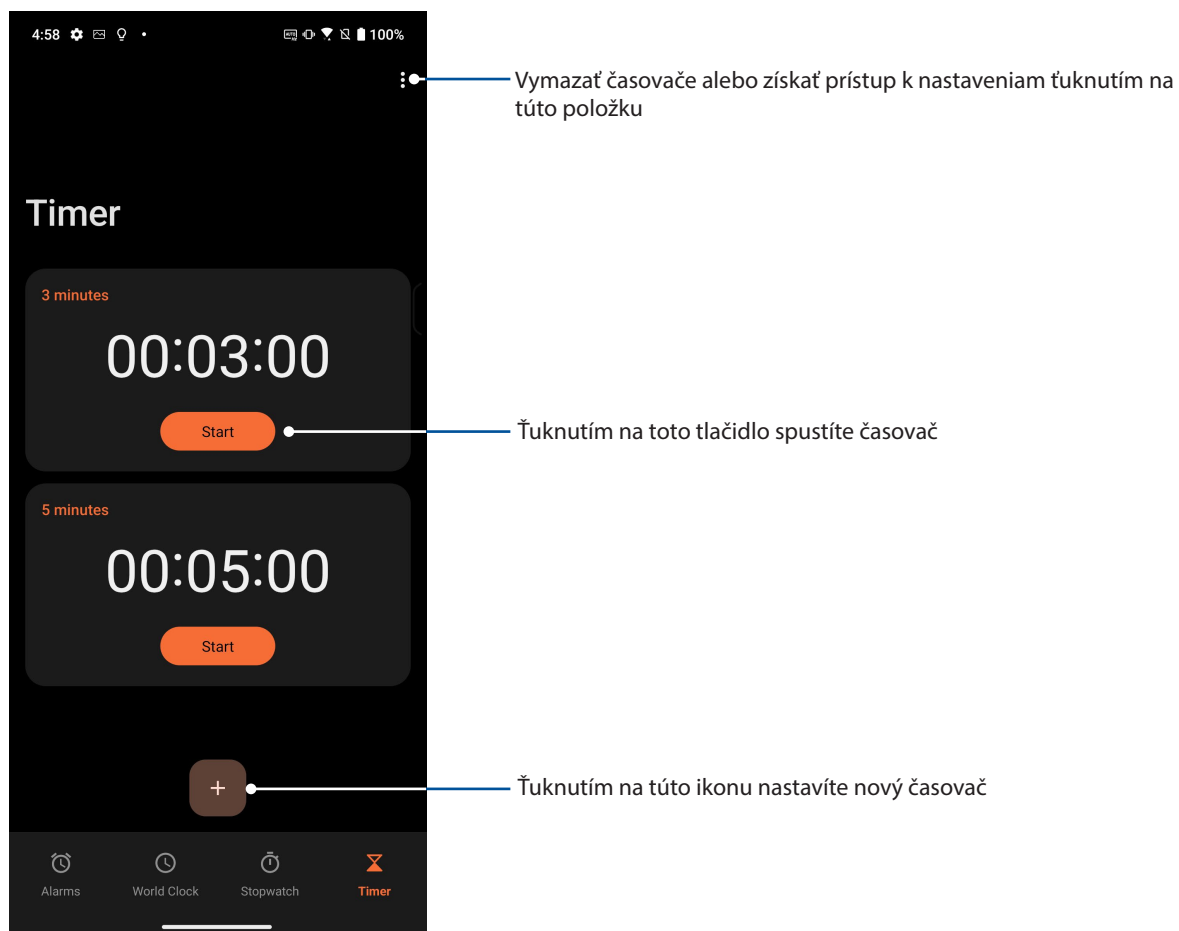 4:58
100%
Vymazať časovače alebo získať prístup k nastaveniam ťuknutím na
túto položku
Timer
3 minutes
00:03:00
Start
Ťuknutím na toto tlačidlo spustíte časovač
5 minutes
00:05:00
Start
+
Ťuknutím na túto ikonu nastavíte nový časovač
Alarms
World Clock
Stopwatch
Timer